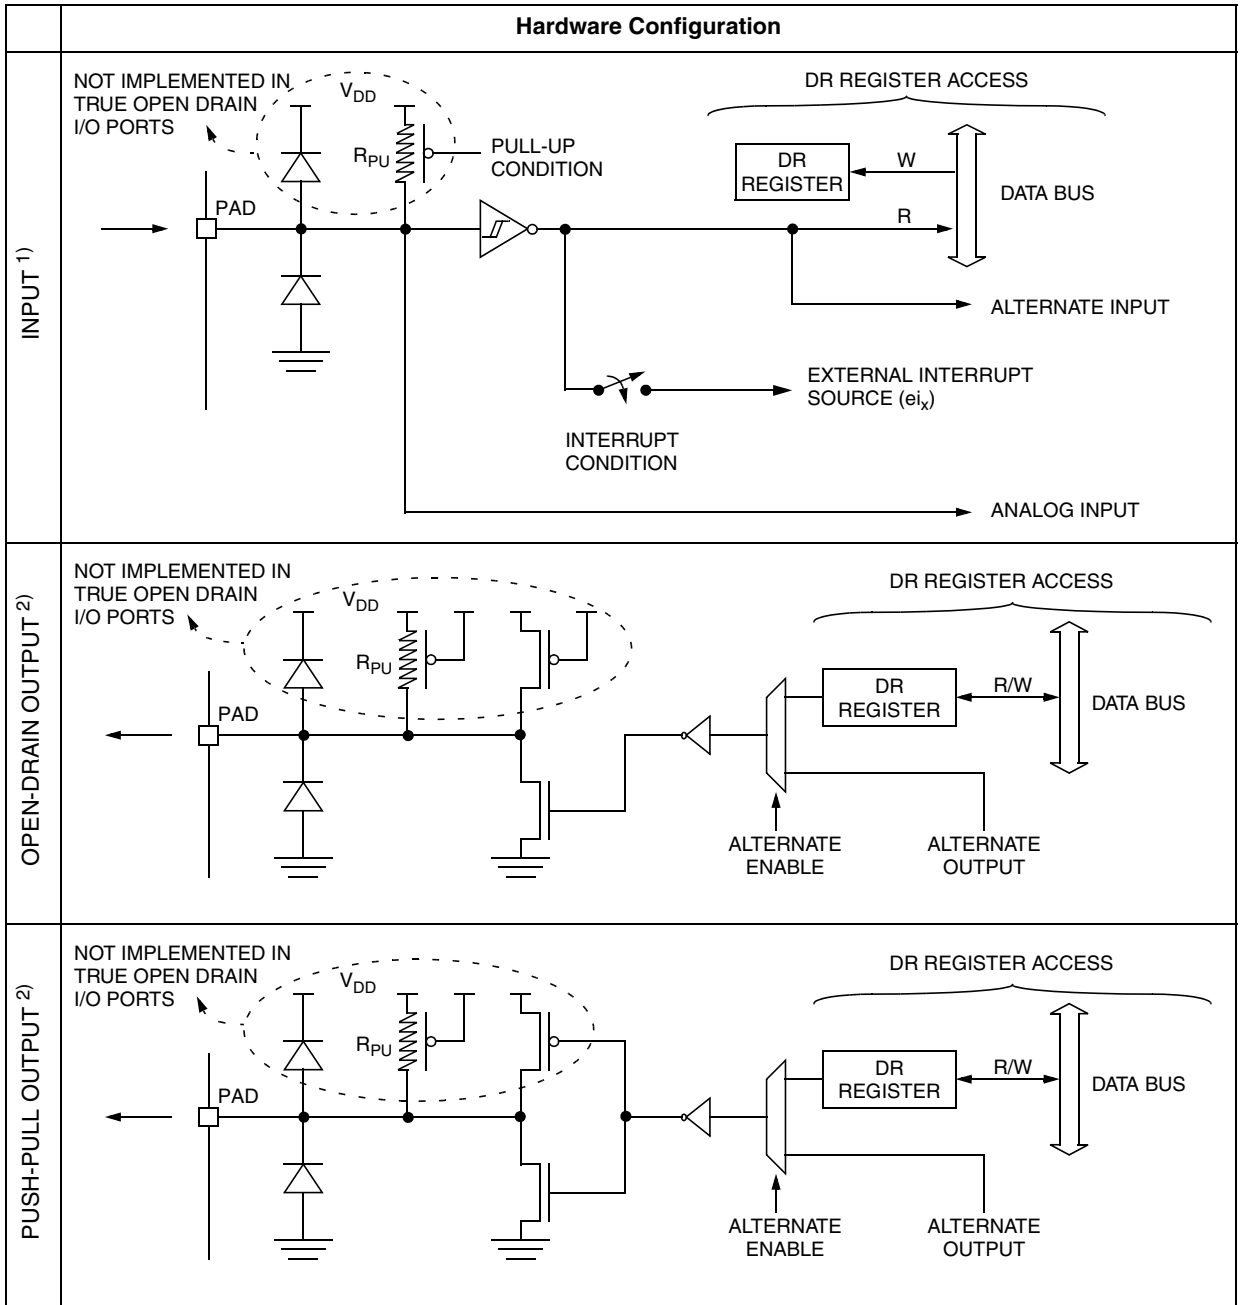 Hardware Configuration
INPUT 1)
NOT IMPLEMENTED IN
TRUE OPEN DRAIN
I/O PORTS
VDD
RPU
PULL-UP
CONDITION
PAD
DR REGISTER ACCESS
DR
REGISTER
W
R
DATA BUS
ALTERNATE INPUT
EXTERNAL INTERRUPT
SOURCE (eix)
INTERRUPT
CONDITION
ANALOG INPUT
OPEN-DRAIN OUTPUT 2)
NOT IMPLEMENTED IN
TRUE OPEN DRAIN
I/O PORTS
VDD
RPU
PAD
DR REGISTER ACCESS
DR
REGISTER
R/W
DATA BUS
ALTERNATE
ENABLE
ALTERNATE
OUTPUT
PUSH-PULL OUTPUT 2)
NOT IMPLEMENTED IN
TRUE OPEN DRAIN
I/O PORTS
VDD
RPU
PAD
DR REGISTER ACCESS
DR
REGISTER
R/W
DATA BUS
ALTERNATE
ENABLE
ALTERNATE
OUTPUT